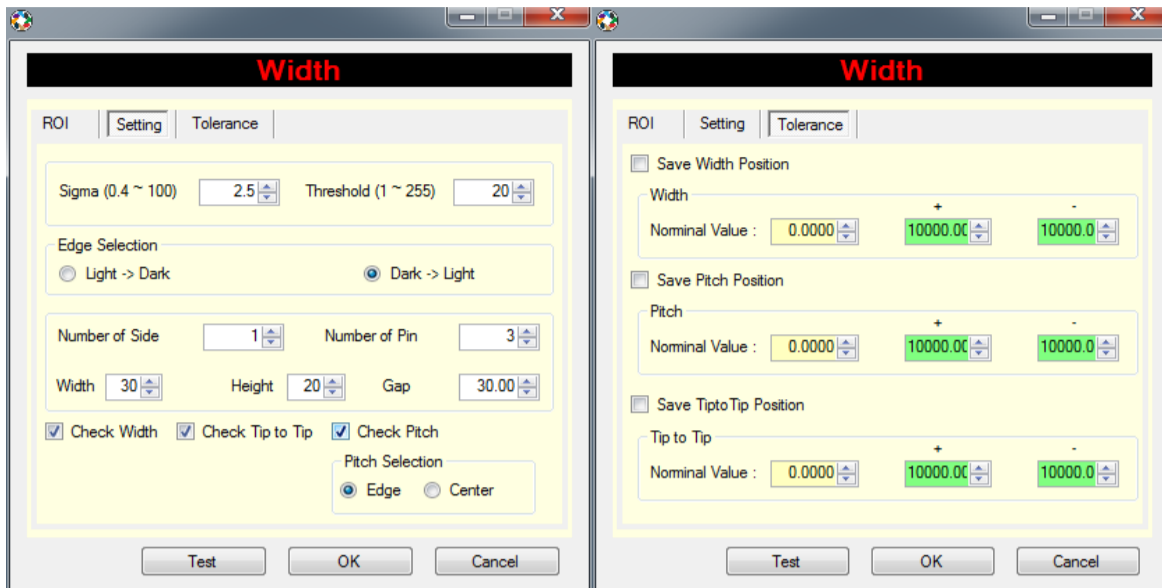 Width
ROI Setting Tolerance
Sigma (0.4 ~ 100) 2.5 Threshold (1 ~ 255) 20
Edge Selection
Light -> Dark Dark -> Light
Number of Side 1 Number of Pin 3
Width 30 Height 20 Gap 30.00
Check Width Check Tip to Tip Check Pitch
Pitch Selection
Edge Center
Test OK Cancel
Width
ROI Setting Tolerance
Save Width Position
Width
+ -
Nominal Value : 0.0000 10000.00 10000.0
Save Pitch Position
Pitch
+ -
Nominal Value : 0.0000 10000.00 10000.0
Save TiptoTip Position
Tip to Tip
+ -
Nominal Value : 0.0000 10000.00 10000.0
Test OK Cancel